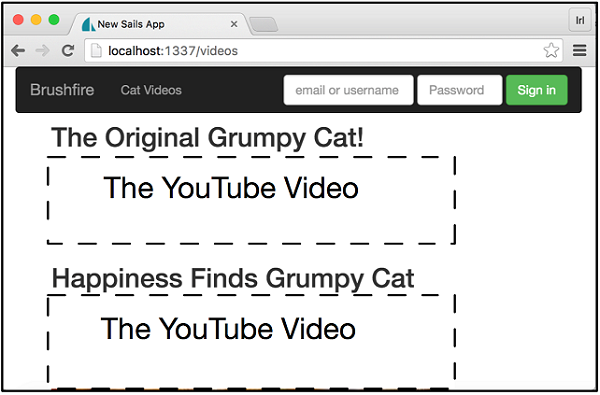 New Sails App
Irl
localhost:1337/videos
Brushfire Cat Videos email or username Password Sign in
The Original Grumpy Cat!
The YouTube Video
Happiness Finds Grumpy Cat
The YouTube Video